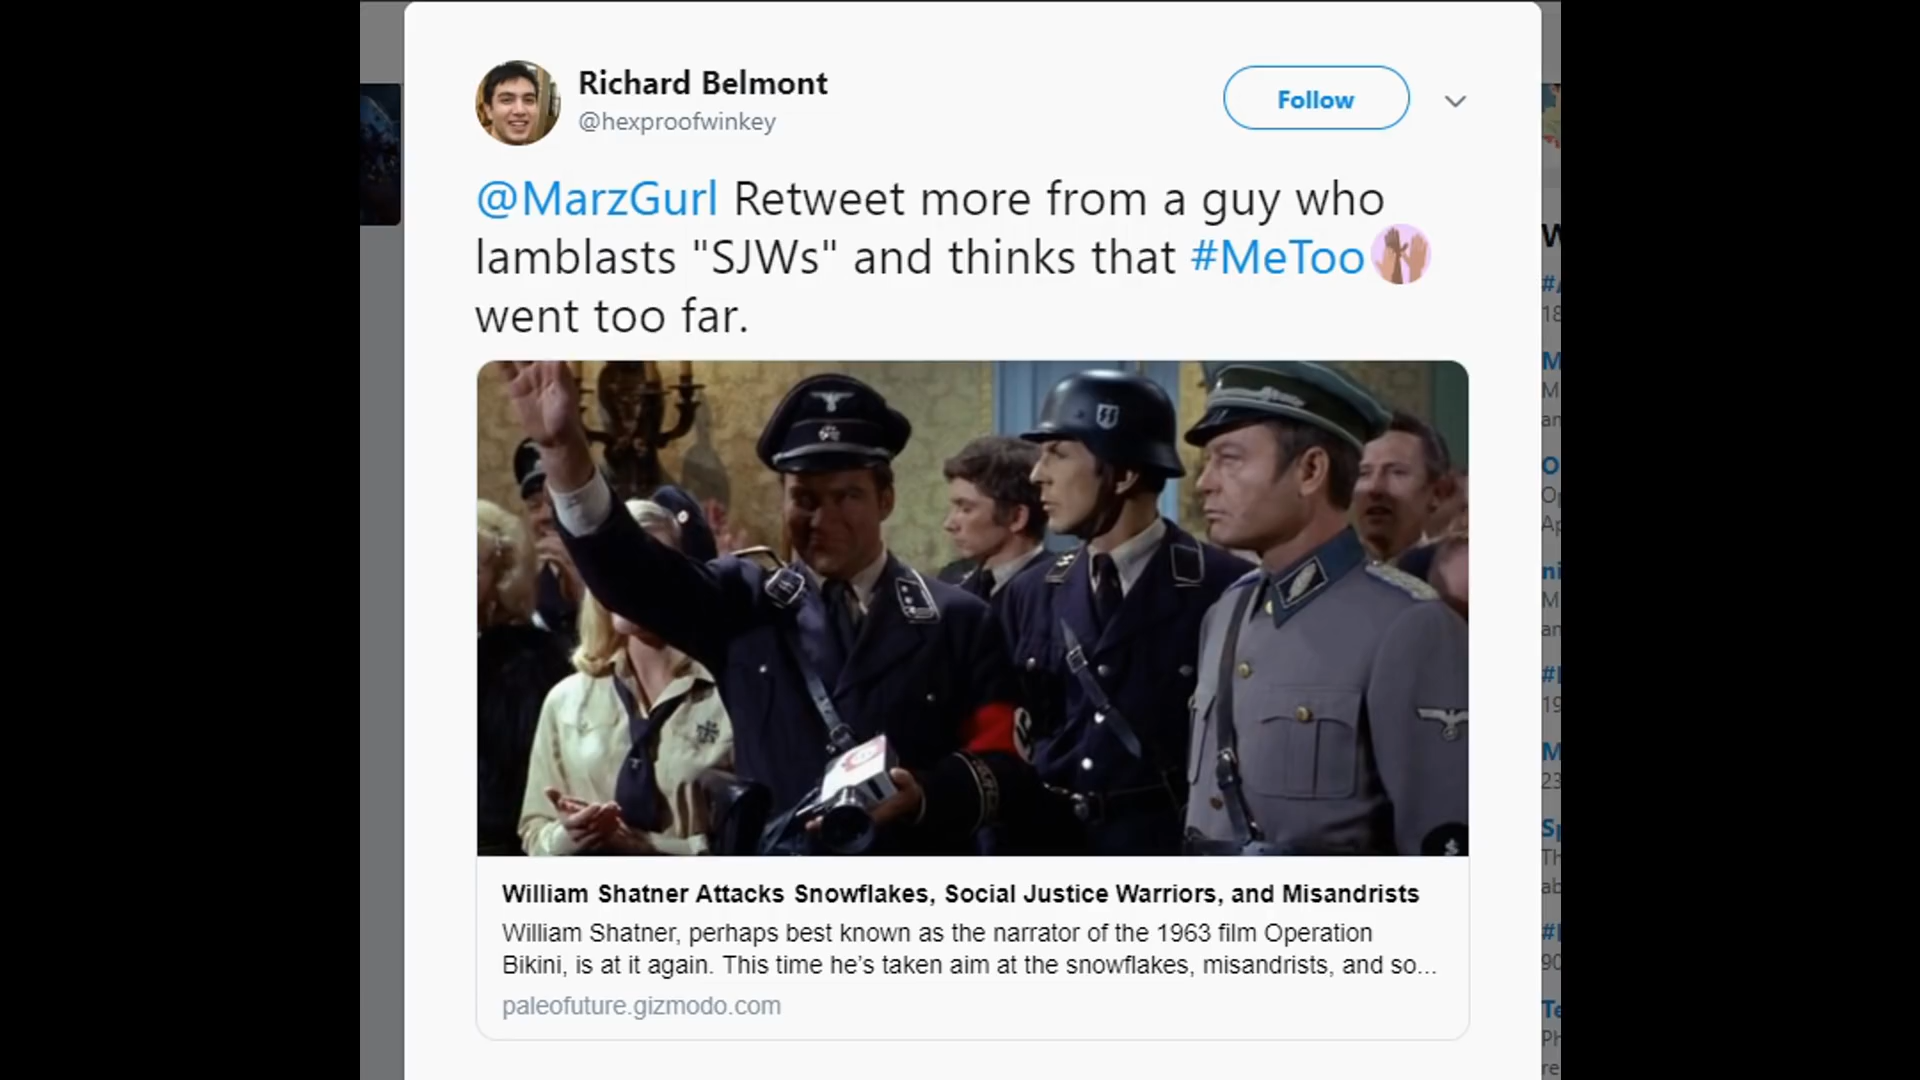 Richard Belmont
@hexproofwinkey
Follow
@MarzGurl Retweet more from a guy who
lamblasts "SJWs" and thinks that #MeToo
went too far.
William Shatner Attacks Snowflakes, Social Justice Warriors, and Misandrists
William Shatner, perhaps best known as the narrator of the 1963 film Operation
Bikini, is at it again. This time he's taken aim at the snowflakes, misandrists, and so...
paleofuture.gizmodo.com